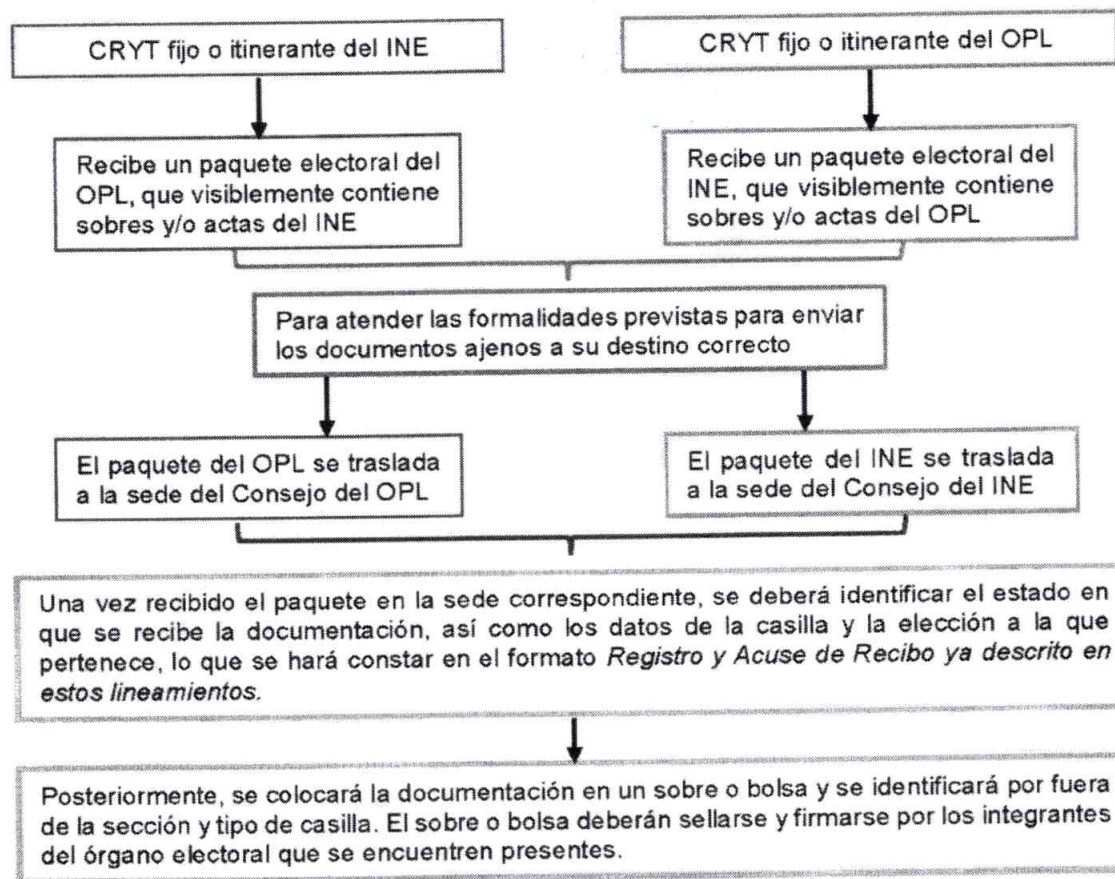 CRYT fijo o itinerante del INE
CRYT fijo o itinerante del OPL
Recibe un paquete electoral del
OPL, que visiblemente contiene
sobres y/o actas del INE
Recibe un paquete electoral del
INE, que visiblemente contiene
sobres y/o actas del OPL
Para atender las formalidades previstas para enviar
los documentos ajenos a su destino correcto
El paquete del OPL se traslada
a la sede del Consejo del OPL
El paquete del INE se traslada
a la sede del Consejo del INE
Una vez recibido el paquete en la sede correspondiente, se deberá identificar el estado en
que se recibe la documentación, así como los datos de la casilla y la elección a la que
pertenece, lo que se hará constar en el formato Registro y Acuse de Recibo ya descrito en
estos lineamientos.
Posteriormente, se colocará la documentación en un sobre o bolsa y se identificará por fuera
de la sección y tipo de casilla. El sobre o bolsa deberán sellarse y firmarse por los integrantes
del órgano electoral que se encuentren presentes.